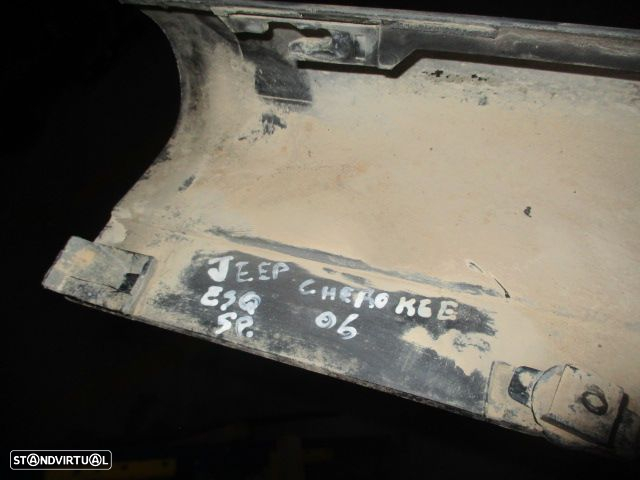 JEEP CHEROKEE
ESQ 06
SP.
STANDVIRTUAL